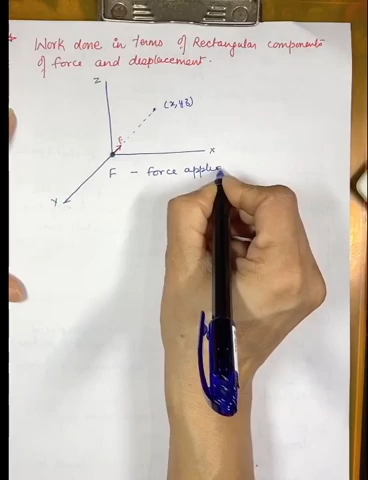 Work done in terms of Rectangular components
of force and displacement.
Z
(x, y, z)
F
X
F - force applie
Y